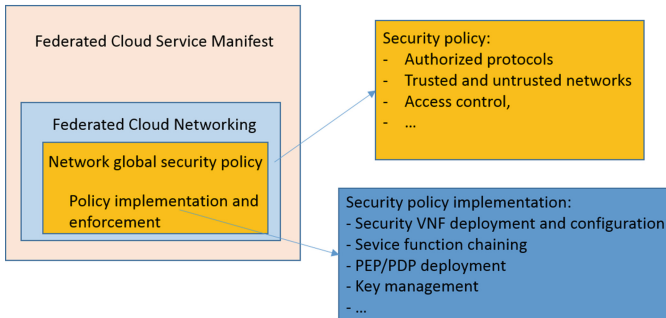 Federated Cloud Service Manifest
Federated Cloud Networking
Network global security policy
Policy implementation and
enforcement
Security policy:
- Authorized protocols
- Trusted and untrusted networks
- Access control,
- ...
Security policy implementation:
- Security VNF deployment and configuration
- Sevice function chaining
- PEP/PDP deployment
- Key management
- ...